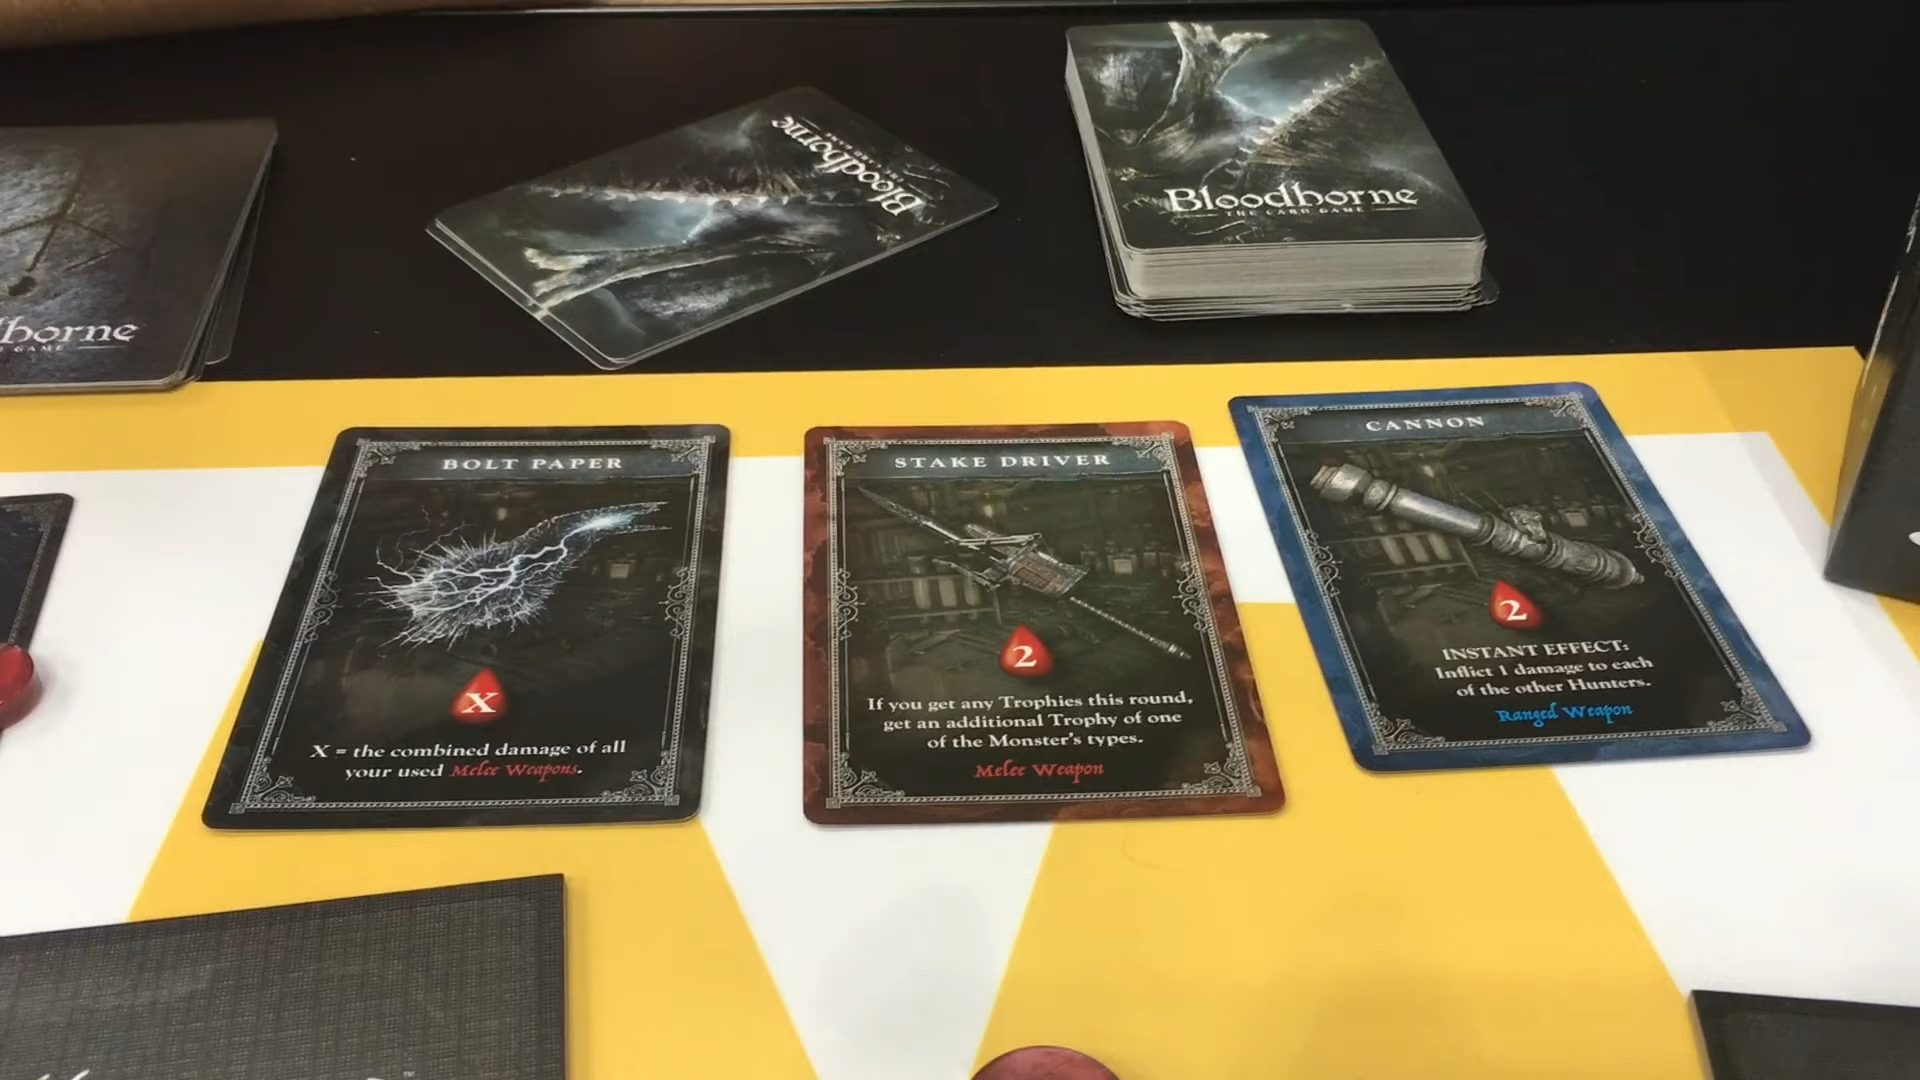 Bloodborne
THE CARD GAME
Bloodborne
THE CARD GAME
borne
GAME
BOLT PAPER
X
X = the combined damage of all
your used Melee Weapons.
STAKE DRIVER
2
If you get any Trophies this round,
get an additional Trophy of one
of the Monster's types.
Melee Weapon
CANNON
2
INSTANT EFFECT:
Inflict 1 damage to each
of the other Hunters.
Ranged Weapon